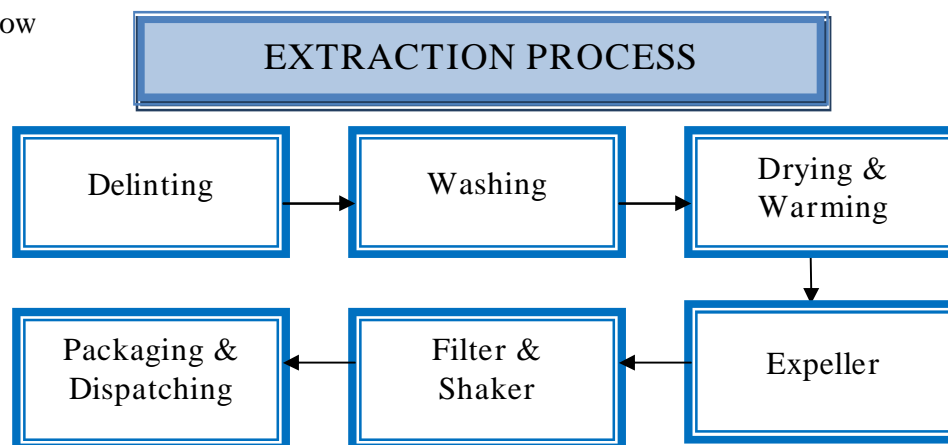 ow
EXTRACTION PROCESS
Delinting
Washing
Drying &
Warming
Packaging &
Dispatching
Filter &
Shaker
Expeller